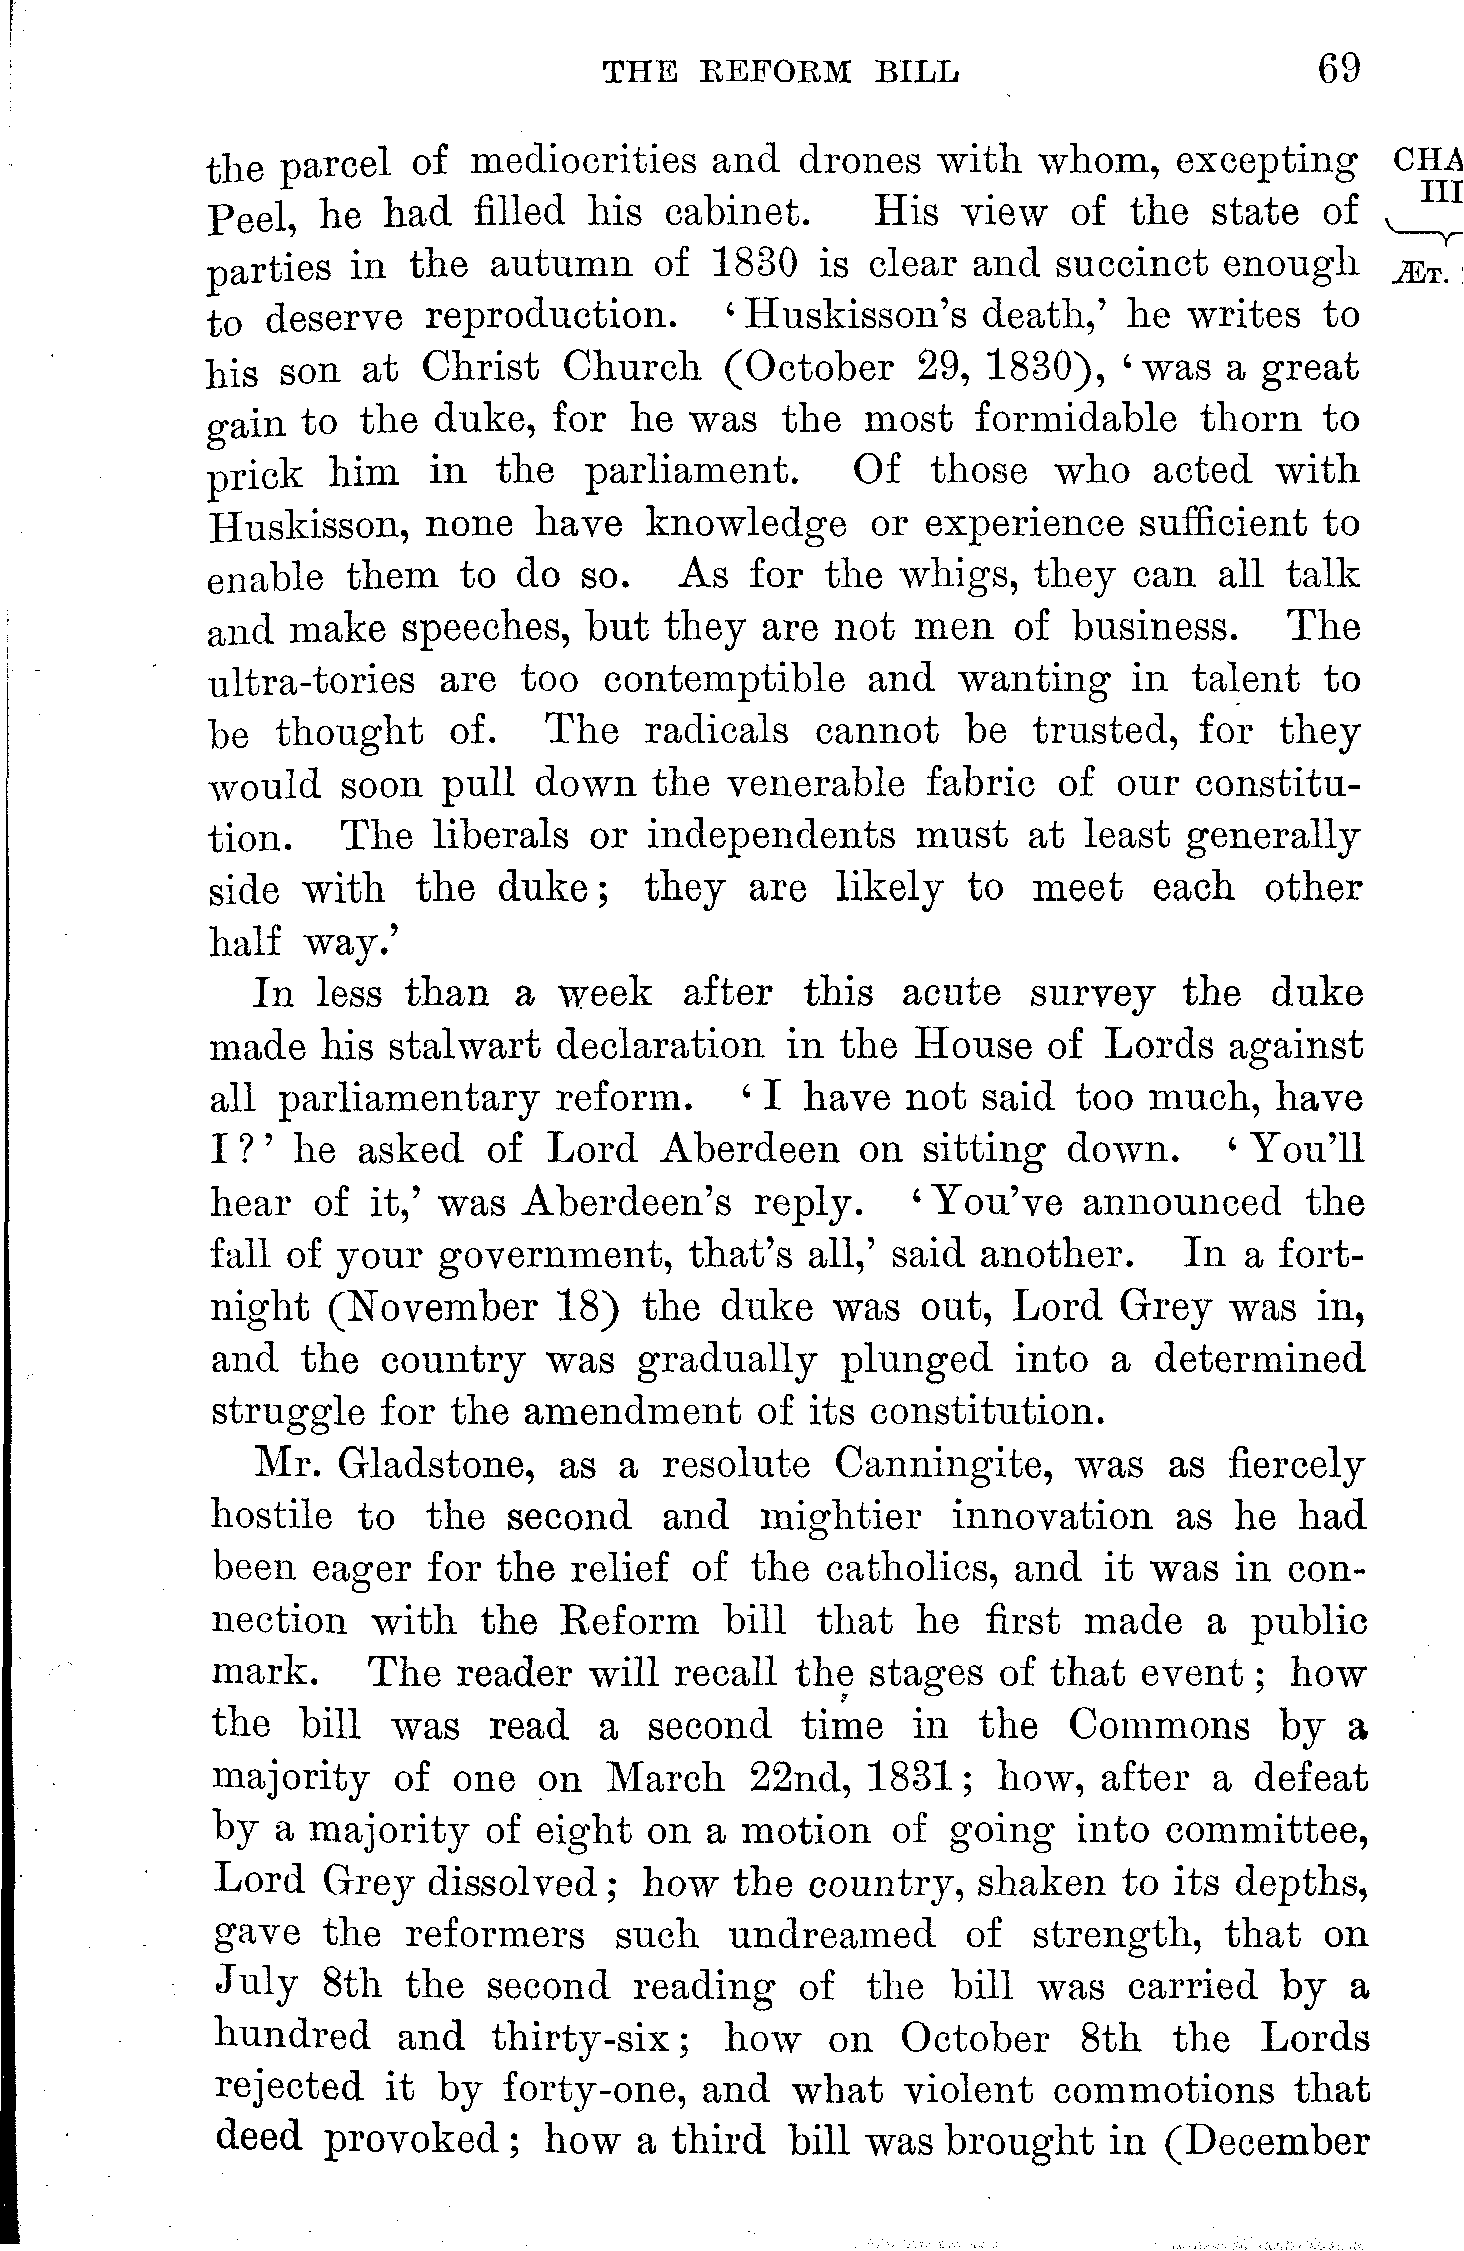 THE REFORM BILL 69
the parcel of mediocrities and drones with whom, excepting
Peel, he had filled his cabinet. His view of the state of
parties in the autumn of 1830 is clear and succinct enough
to deserve reproduction. ‘Huskisson’s death,’ he writes to
his son at Christ Church (October 29, 1830), ‘was a great
gain to the duke, for he was the most formidable thorn to
prick him in the parliament. Of those who acted with
Huskisson, none have knowledge or experience sufficient to
enable them to do so. As for the whigs, they can all talk
and make speeches, but they are not men of business. The
ultra-tories are too contemptible and wanting in talent to
be thought of. The radicals cannot be trusted, for they
would soon pull down the venerable fabric of our constitu-
tion. The liberals or independents must at least generally
side with the duke; they are likely to meet each other
half way.’
In less than a week after this acute survey the duke
made his stalwart declaration in the House of Lords against
all parliamentary reform. ‘I have not said too much, have
I?’ he asked of Lord Aberdeen on sitting down. ‘You’ll
hear of it,’ was Aberdeen’s reply. ‘You’ve announced the
fall of your government, that’s all,’ said another. In a fort-
night (November 18) the duke was out, Lord Grey was in,
and the country was gradually plunged into a determined
struggle for the amendment of its constitution.
Mr. Gladstone, as a resolute Canningite, was as fiercely
hostile to the second and mightier innovation as he had
been eager for the relief of the catholics, and it was in con-
nection with the Reform bill that he first made a public
mark. The reader will recall the stages of that event; how
the bill was read a second time in the Commons by a
majority of one on March 22nd, 1831; how, after a defeat
by a majority of eight on a motion of going into committee,
Lord Grey dissolved; how the country, shaken to its depths,
gave the reformers such undreamed of strength, that on
July 8th the second reading of the bill was carried by a
hundred and thirty-six; how on October 8th the Lords
rejected it by forty-one, and what violent commotions that
deed provoked; how a third bill was brought in (December
CHA
III
ÆT.